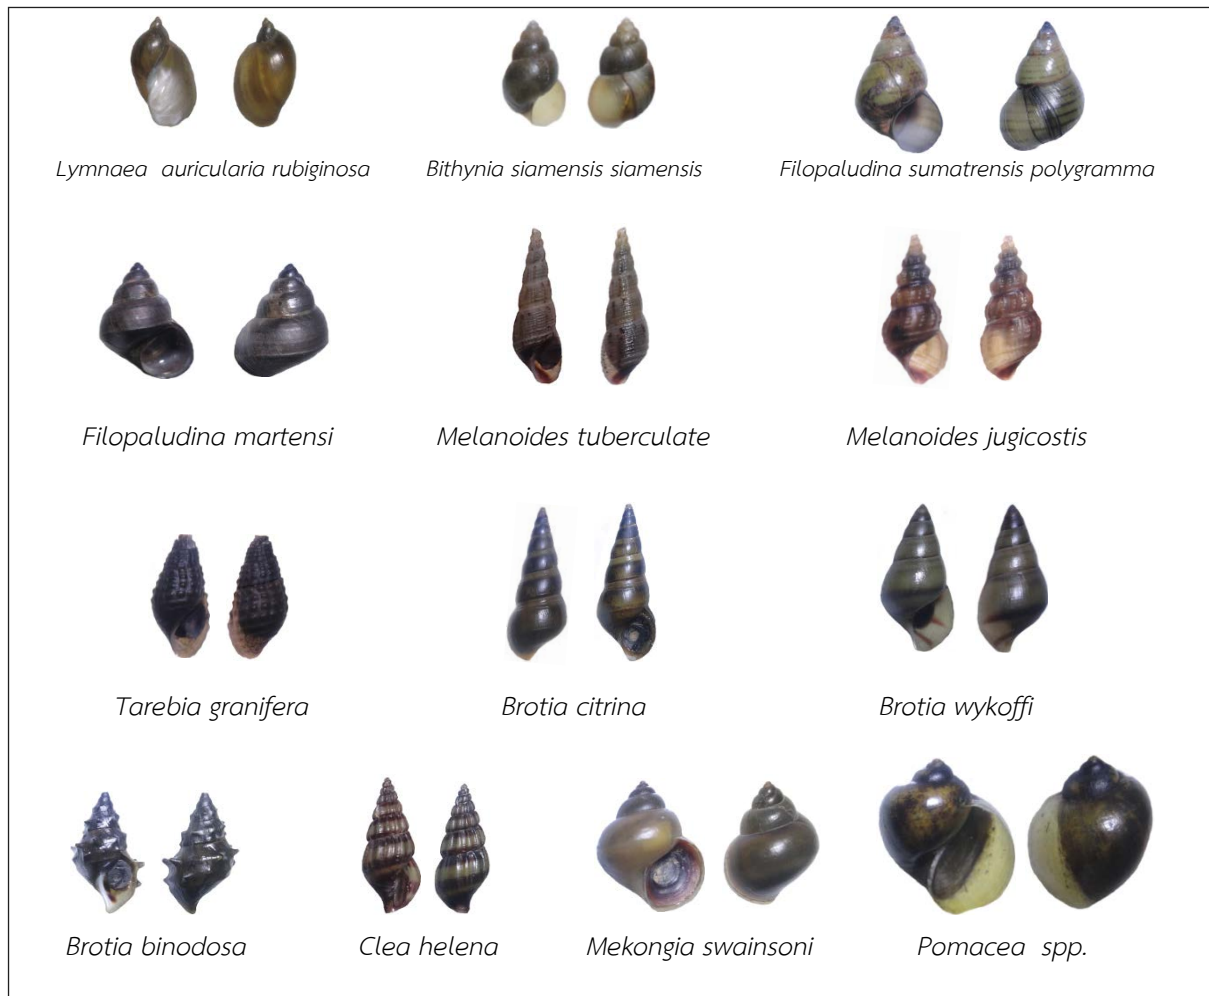 Lymnaea auricularia rubiginosa
Bithynia siamensis siamensis
Filopaludina sumatrensis polygramma
Filopaludina martensi
Melanoides tuberculate
Melanoides jugicostis
Tarebia granifera
Brotia citrina
Brotia wykoffi
Brotia binodosa
Clea helena
Mekongia swainsoni
Pomacea spp.